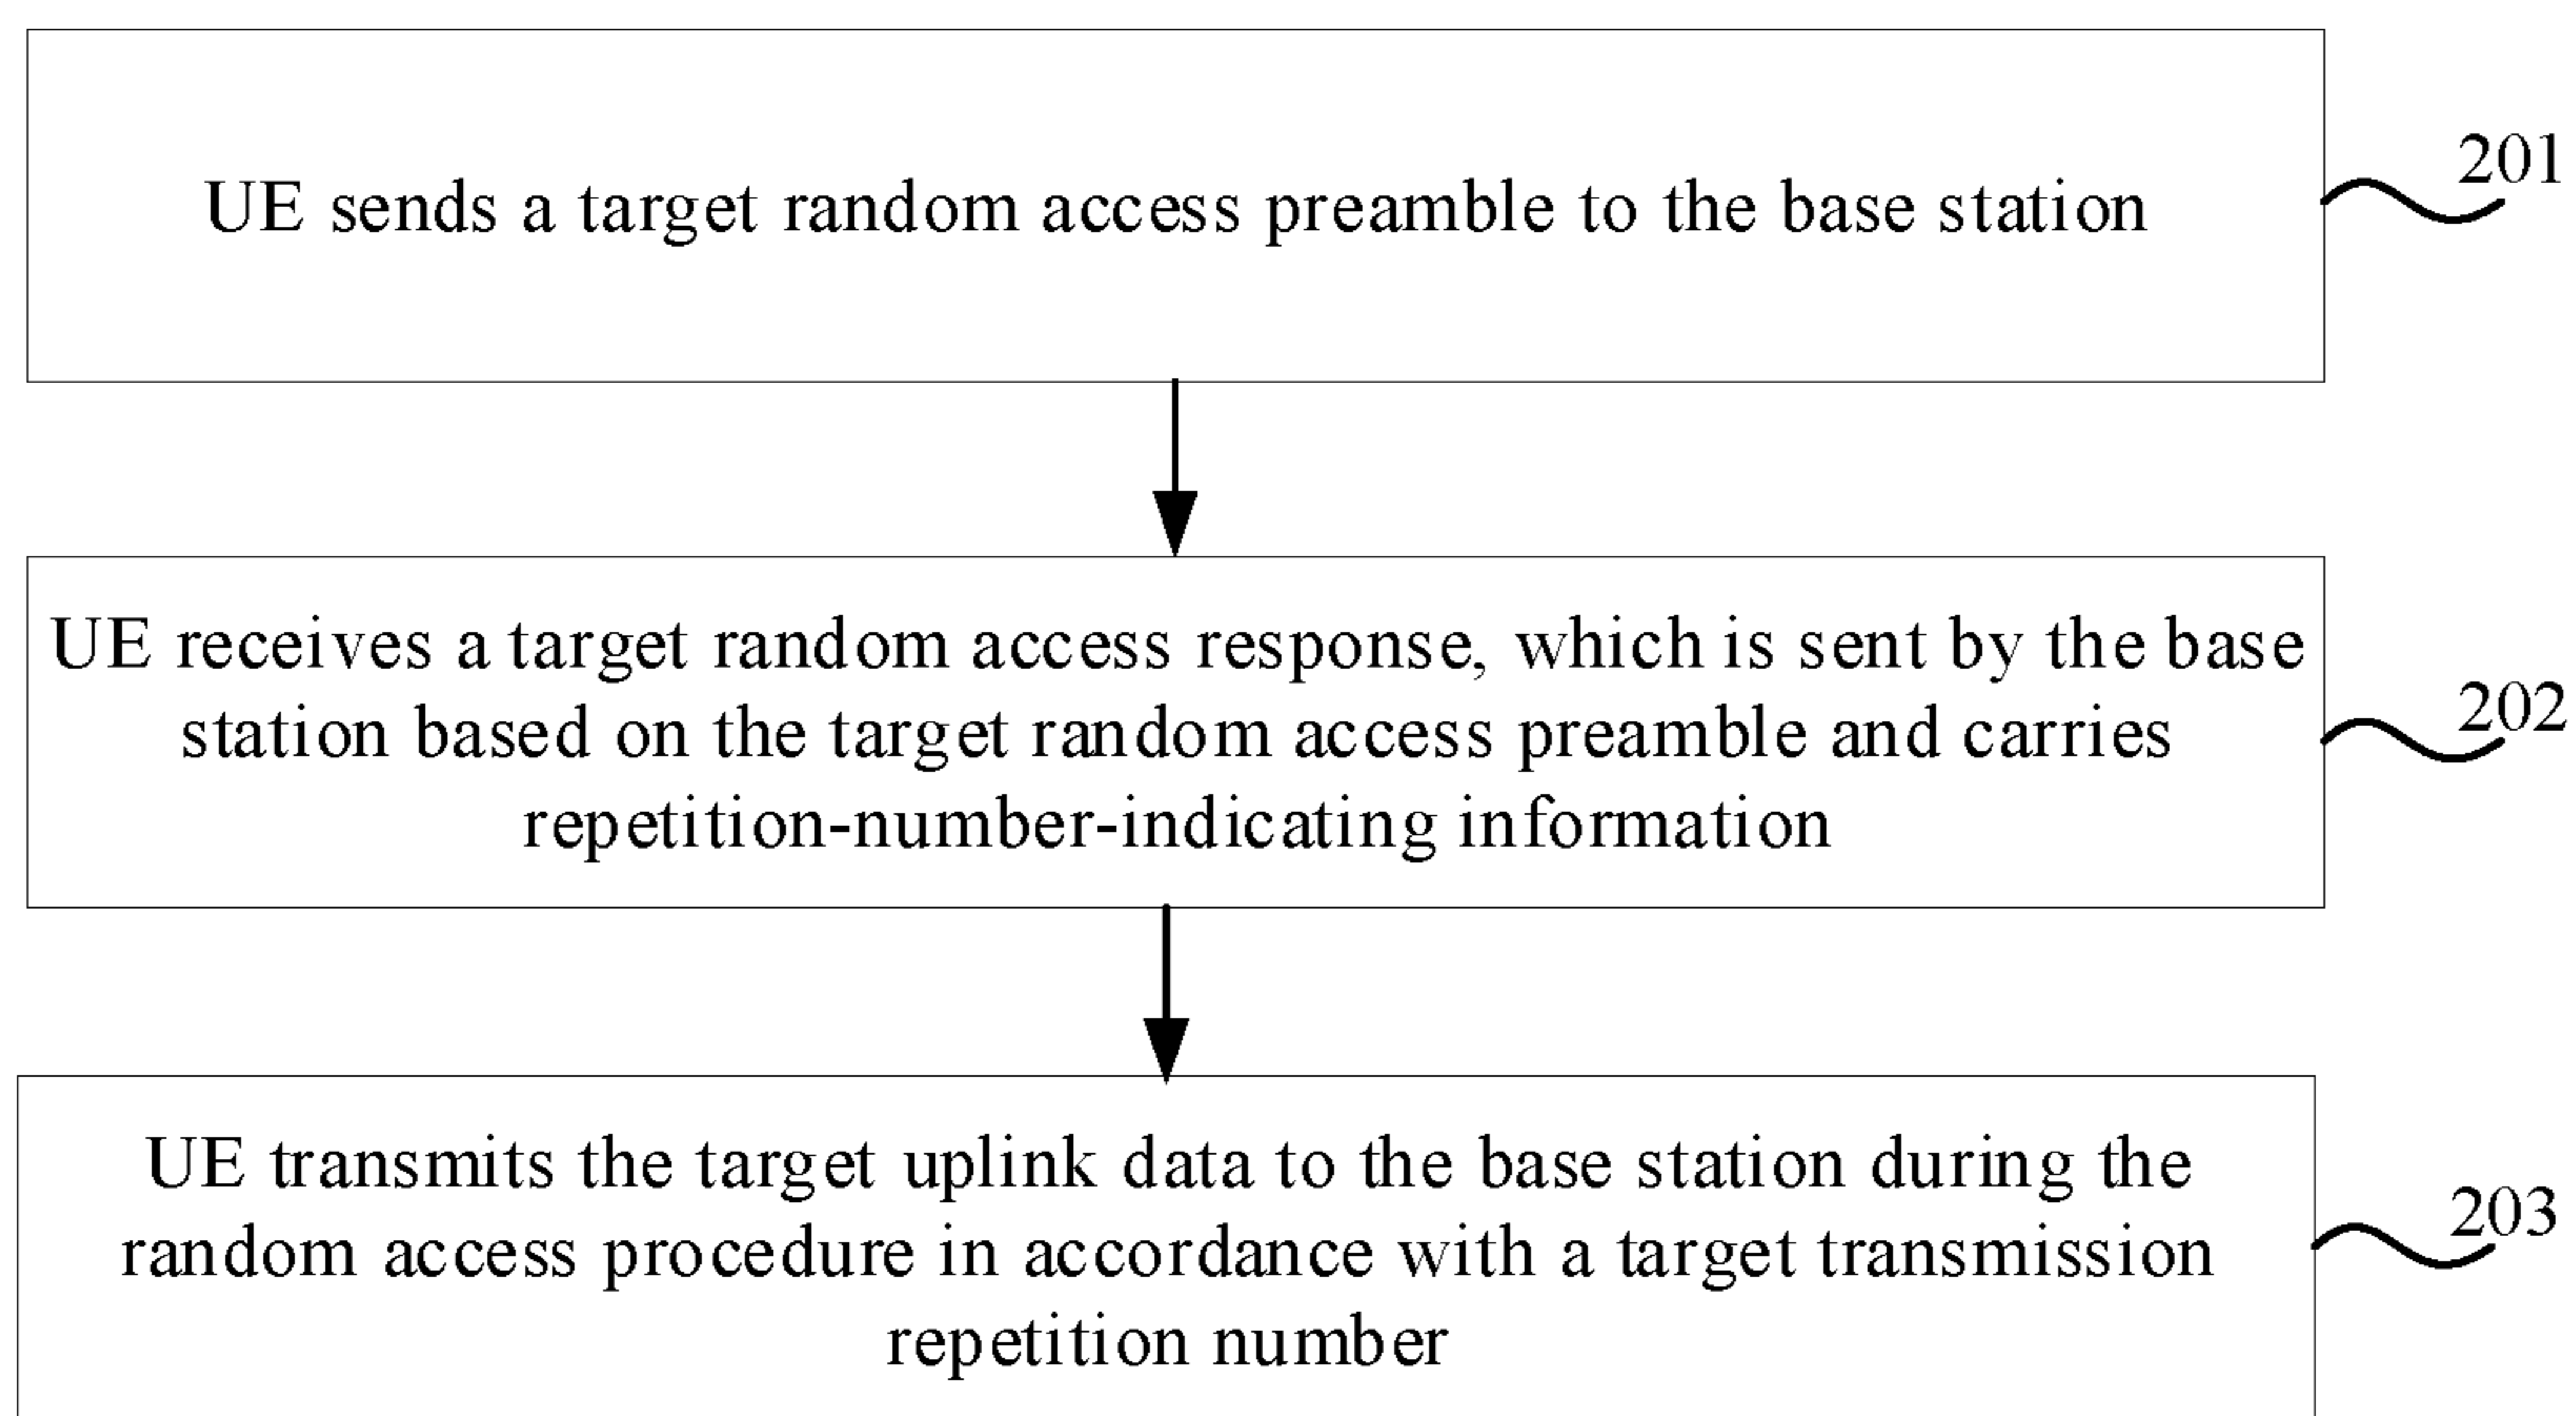 UE sends a target random access preamble to the base station
201
UE receives a target random access response, which is sent by the base
station based on the target random access preamble and carries
repetition-number-indicating information
202
UE transmits the target uplink data to the base station during the
random access procedure in accordance with a target transmission
repetition number
203